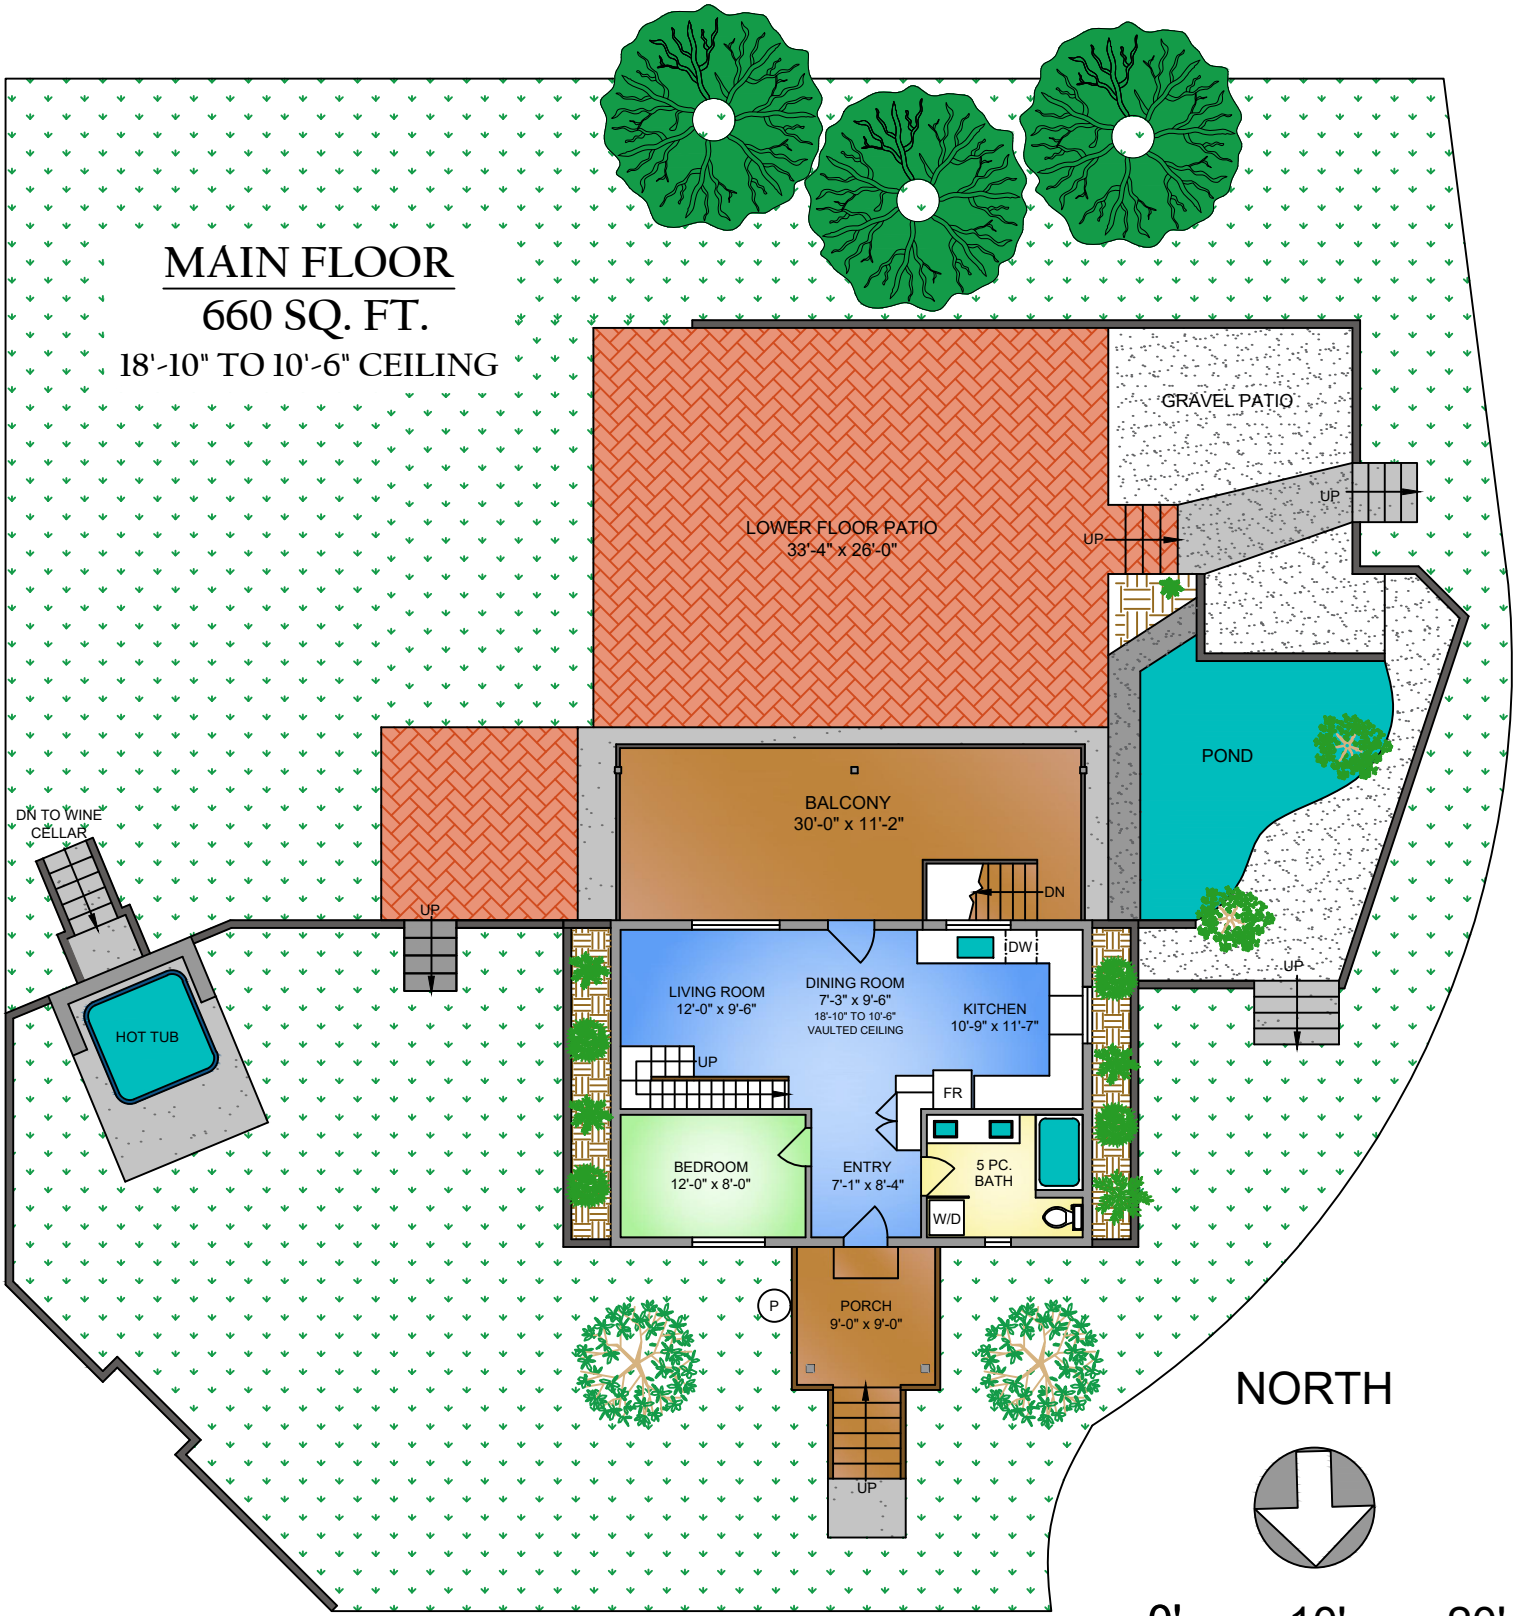 MAIN FLOOR
660 SQ. FT.
18'-10" TO 10'-6" CEILING
GRAVEL PATIO
UP
LOWER FLOOR PATIO
33'-4" x 26'-0"
UP
POND
BALCONY
30'-0" x 11'-2"
DN TO WINE
CELLAR
DN
UP
DW
UP
LIVING ROOM
12'-0" x 9'-6"
DINING ROOM
7'-3" x 9'-6"
18'-10" TO 10'-6"
VAULTED CEILING
KITCHEN
10'-9" x 11'-7"
HOT TUB
UP
FR
BEDROOM
12'-0" x 8'-0"
ENTRY
7'-1" x 8'-4"
5 PC.
BATH
W/D
P
PORCH
9'-0" x 9'-0"
UP
NORTH
0' 10' 20'